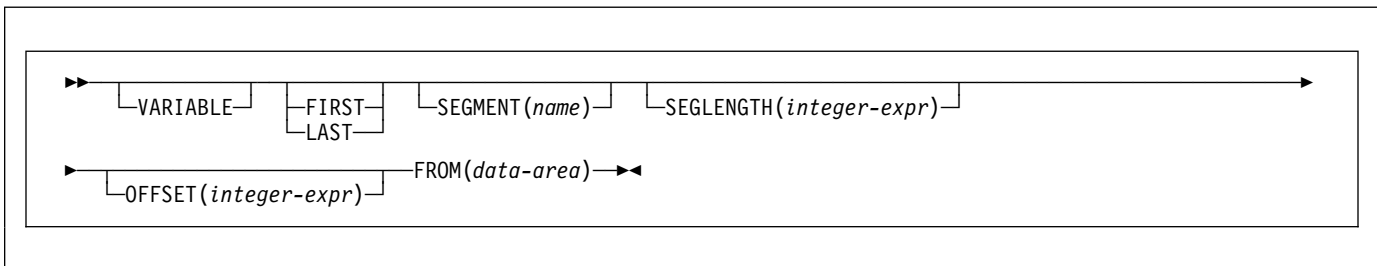 VARIABLE FIRST SEGMENT(name) SEGLENGTH(integer-expr)
LAST
OFFSET(integer-expr) FROM(data-area)